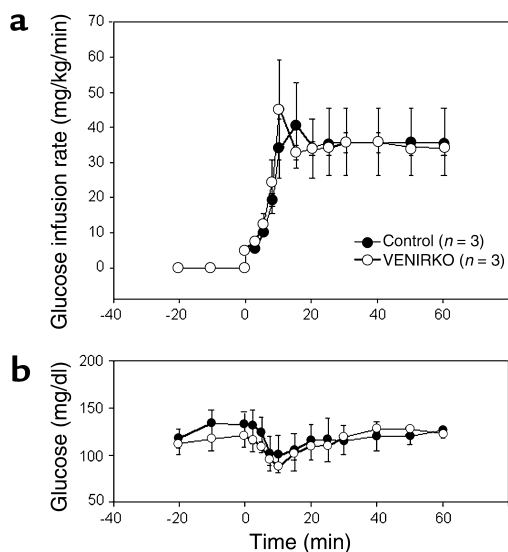 a
Glucose infusion rate (mg/kg/min)
70
60
50
40
30
20
10
0
Control (n = 3)
VENIRKO (n = 3)
-40 -20 0 20 40 60
b
Glucose (mg/dl)
200
150
100
50
-40 -20 0 20 40 60
Time (min)